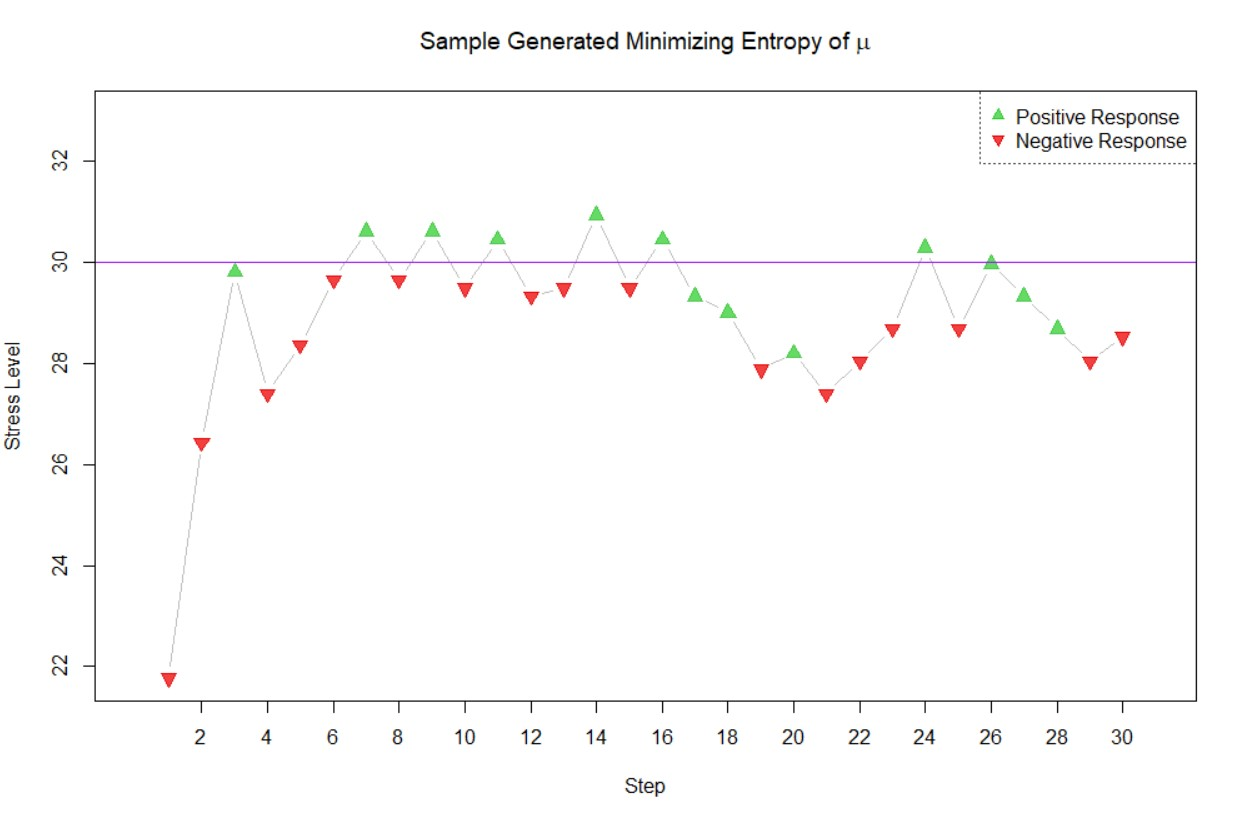 Sample Generated Minimizing Entropy of μ
Positive Response
Negative Response
Stress Level
32
30
28
26
24
22
2 4 6 8 10 12 14 16 18 20 22 24 26 28 30
Step